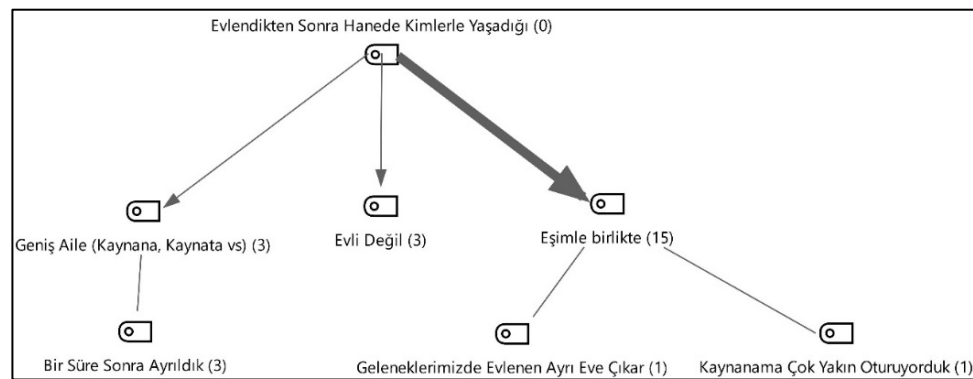 Evlendikten Sonra Hanede Kimlerle Yaşadığı (0)
Geniş Aile (Kaynana, Kaynata vs) (3)
Evli Değil (3)
Eşimle birlikte (15)
Bir Süre Sonra Ayrıldık (3)
Geleneklerimizde Evlenen Ayrı Eve Çıkar (1)
Kaynanama Çok Yakın Oturuyorduk (1)